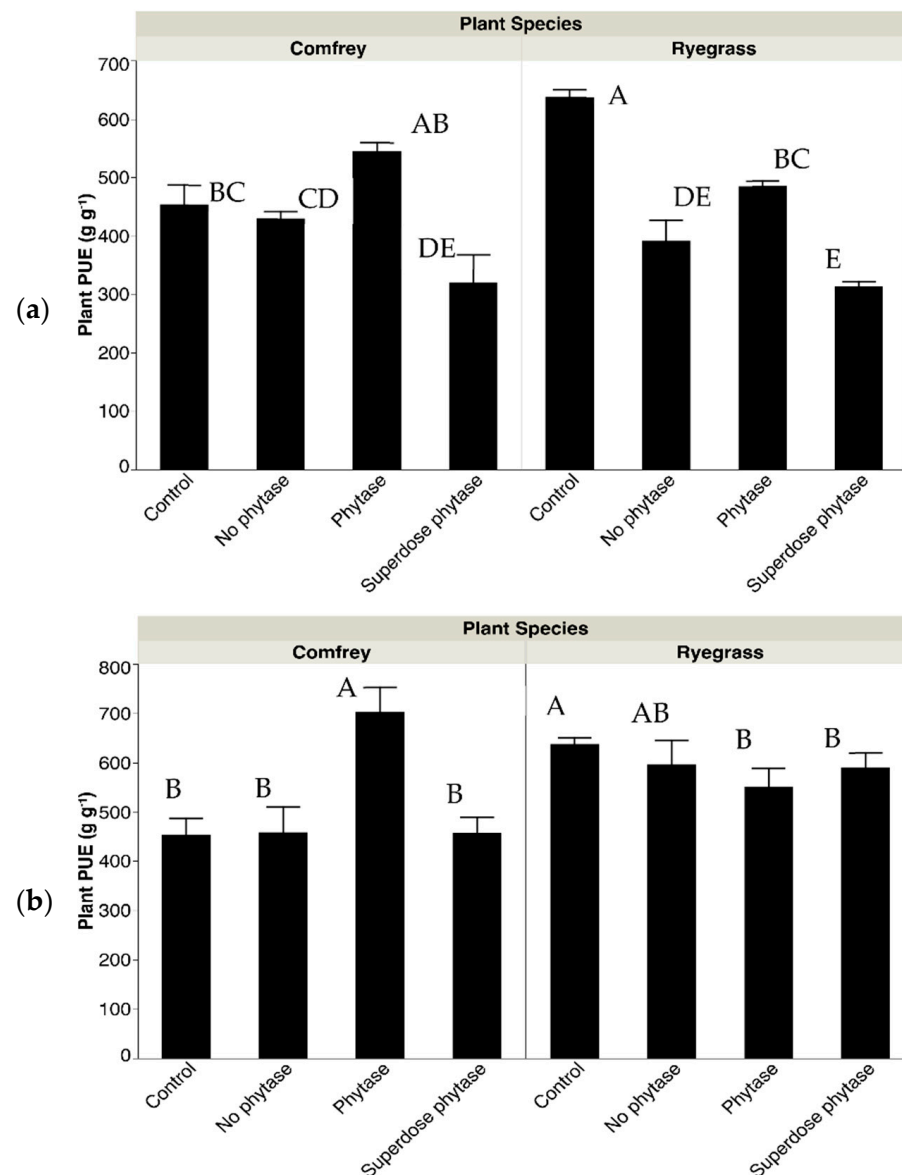 Plant Species
Comfrey Ryegrass
(a)
Plant PUE (g g-1)
700
600
500
400
300
200
100
0
BC
CD
AB
DE
A
DE
BC
E
Control
No phytase
Phytase
Superdose phytase
Control
No phytase
Phytase
Superdose phytase
Plant Species
Comfrey Ryegrass
(b)
Plant PUE (g g-1)
800
700
600
500
400
300
200
100
0
B
B
A
B
A
AB
B
B
Control
No phytase
Phytase
Superdose phytase
Control
No phytase
Phytase
Superdose phytase